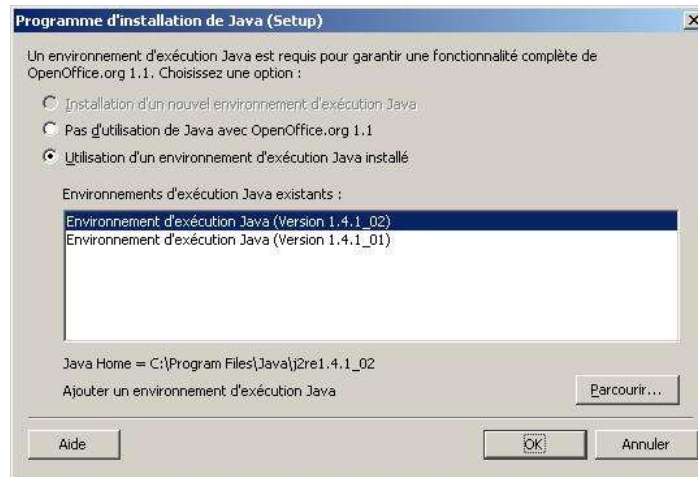 Programme d'installation de Java (Setup)
Un environnement d'exécution Java est requis pour garantir une fonctionnalité complète de
OpenOffice.org 1.1. Choisissez une option :
Installation d'un nouvel environnement d'exécution Java
Pas d'utilisation de Java avec OpenOffice.org 1.1
Utilisation d'un environnement d'exécution Java installé
Environnements d'exécution Java existants :
Environnement d'exécution Java (Version 1.4.1_02)
Environnement d'exécution Java (Version 1.4.1_01)
Java Home = C:\Program Files\Java\j2re1.4.1_02
Ajouter un environnement d'exécution Java
Parcourir...
Aide
OK
Annuler